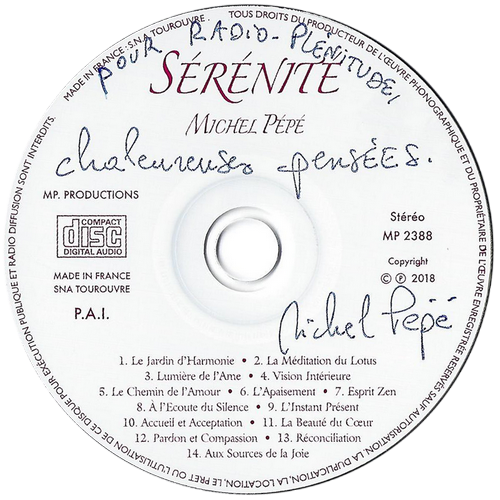 MADE IN FRANCE - SNA TOUROUVRE. TOUS DROITS DU PRODUCTEUR DE L'ŒUVRE PHONOGRAPHIQUE ET DU PROPRIÉTAIRE DE L'ŒUVRE ENREGISTRÉE RÉSERVÉS SAUF AUTORISATION, LA DUPLICATION, LA LOCATION, LE PRÊT OU L'UTILISATION DE CE DISQUE POUR EXÉCUTION PUBLIQUE ET RADIO DIFFUSION SONT INTERDITS.
POUR RADIO-PLÉNITUDE,
SÉRÉNITÉ
MICHEL PÉPÉ
chaleureuses pensées.
MP. PRODUCTIONS
COMPACT
disc
DIGITAL AUDIO
Stéréo
MP 2388
MADE IN FRANCE
SNA TOUROUVRE
P.A.I.
Copyright
© ℗ 2018
Michel Pépé
1. Le Jardin d'Harmonie • 2. La Méditation du Lotus
3. Lumière de l'Ame • 4. Vision Intérieure
5. Le Chemin de l'Amour • 6. L'Apaisement • 7. Esprit Zen
8. À l'Ecoute du Silence • 9. L'Instant Présent
10. Accueil et Acceptation • 11. La Beauté du Cœur
12. Pardon et Compassion • 13. Réconciliation
14. Aux Sources de la Joie